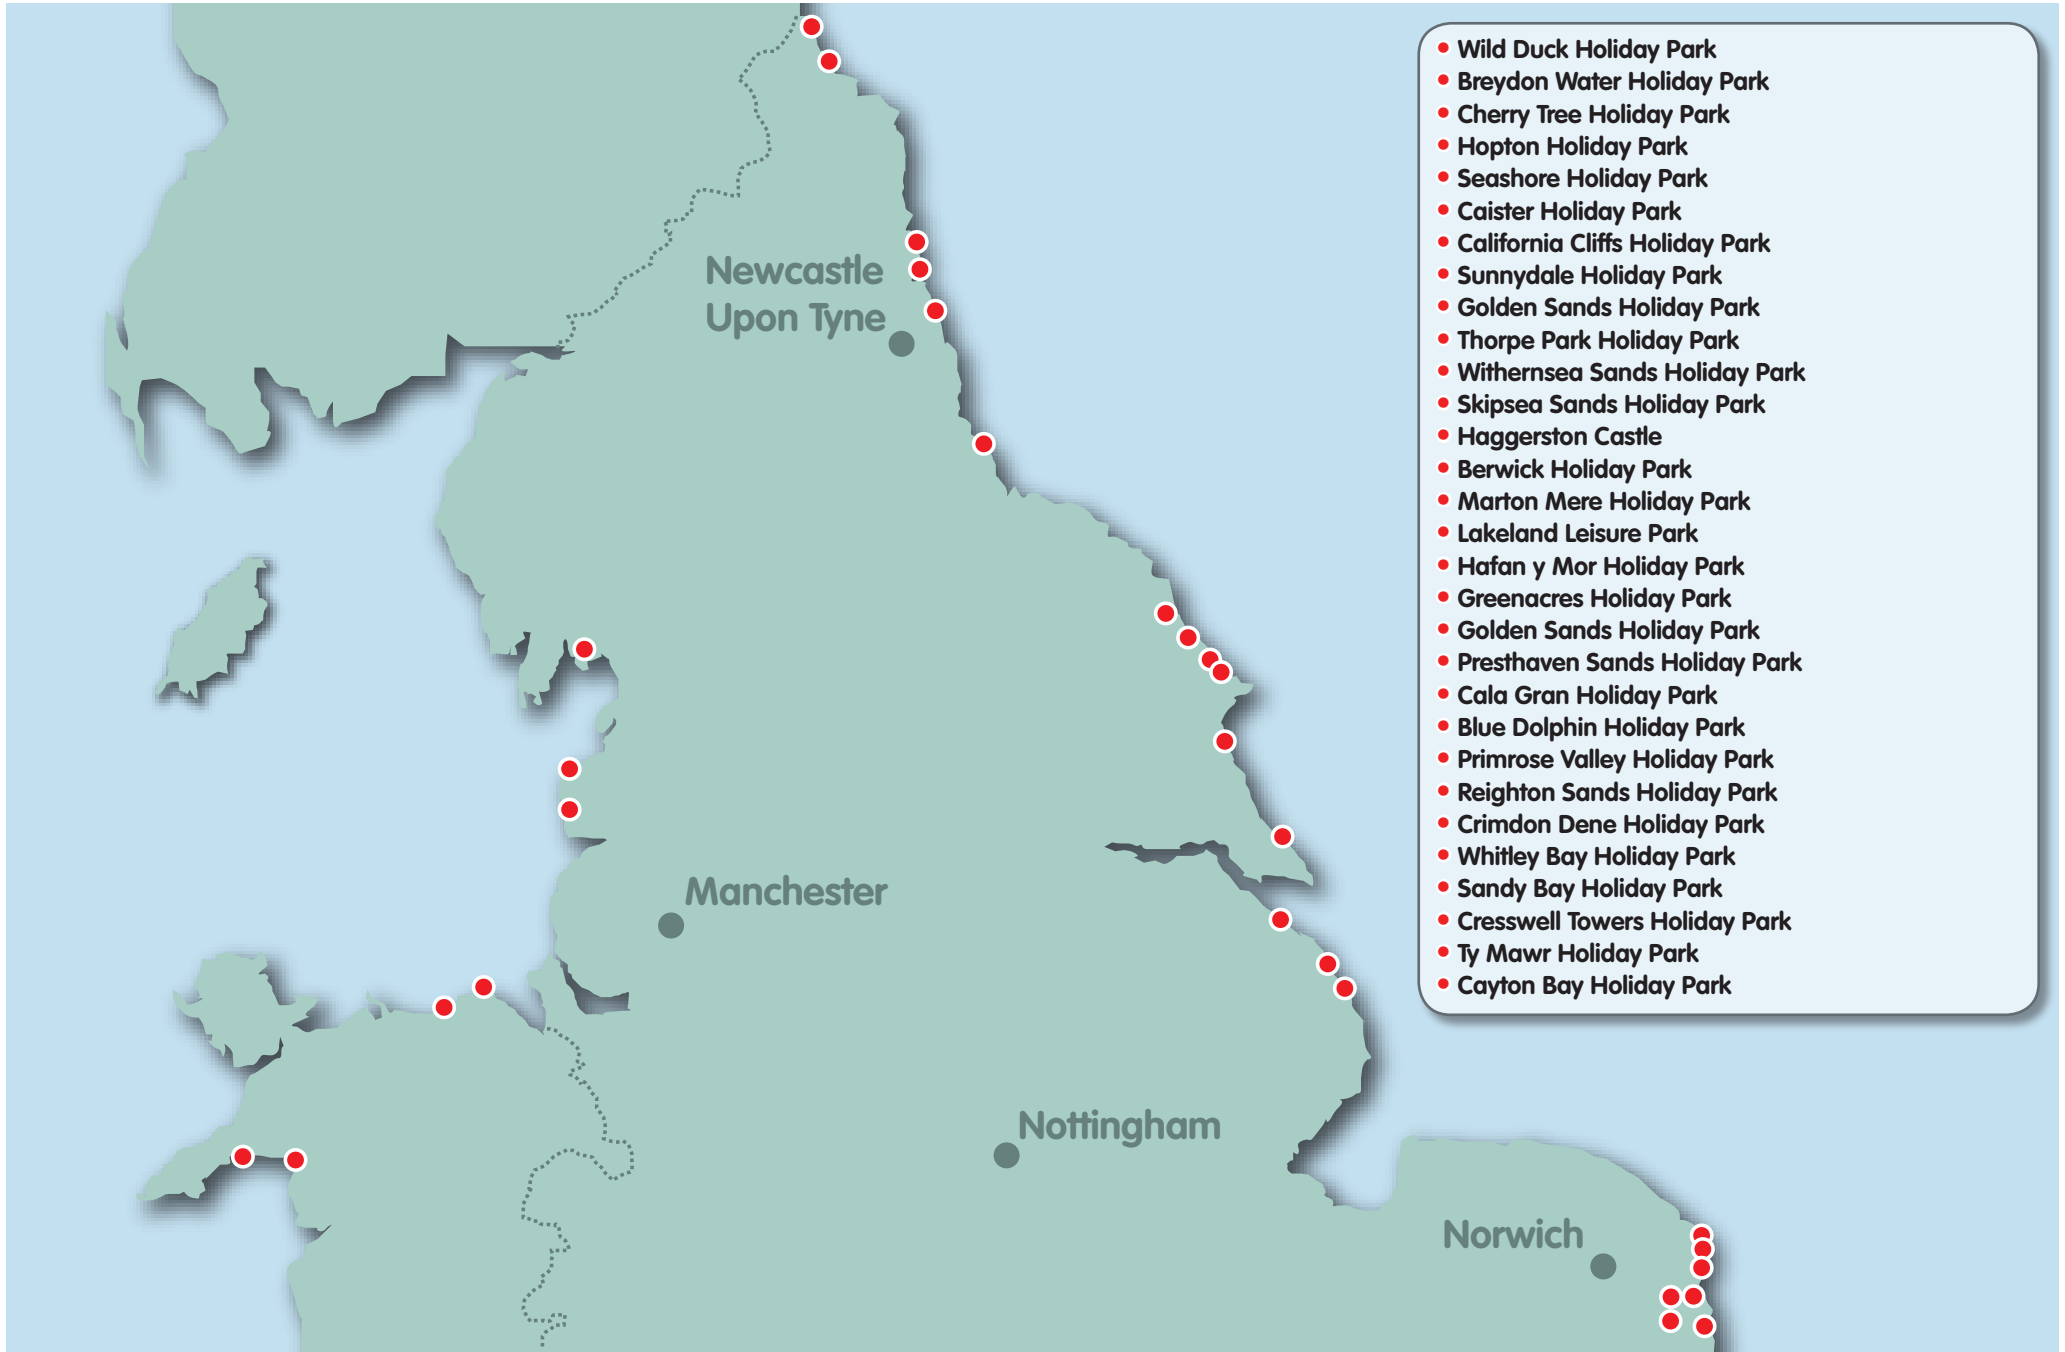 Newcastle
Upon Tyne
Manchester
Nottingham
Norwich
Wild Duck Holiday Park
Breydon Water Holiday Park
Cherry Tree Holiday Park
Hopton Holiday Park
Seashore Holiday Park
Caister Holiday Park
California Cliffs Holiday Park
Sunnydale Holiday Park
Golden Sands Holiday Park
Thorpe Park Holiday Park
Withernsea Sands Holiday Park
Skipsea Sands Holiday Park
Haggerston Castle
Berwick Holiday Park
Marton Mere Holiday Park
Lakeland Leisure Park
Hafan y Mor Holiday Park
Greenacres Holiday Park
Golden Sands Holiday Park
Presthaven Sands Holiday Park
Cala Gran Holiday Park
Blue Dolphin Holiday Park
Primrose Valley Holiday Park
Reighton Sands Holiday Park
Crimdon Dene Holiday Park
Whitley Bay Holiday Park
Sandy Bay Holiday Park
Cresswell Towers Holiday Park
Ty Mawr Holiday Park
Cayton Bay Holiday Park